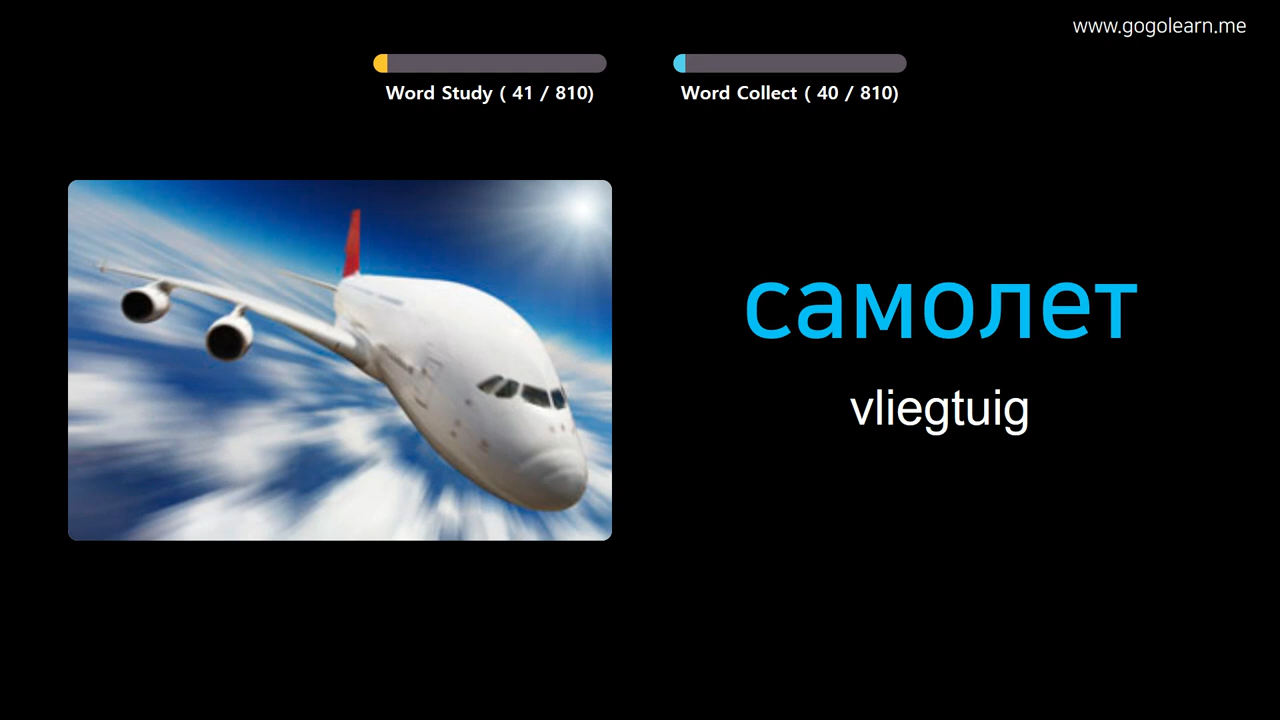 www.gogolearn.me
Word Study ( 41 / 810)
Word Collect ( 40 / 810)
самолет
vliegtuig